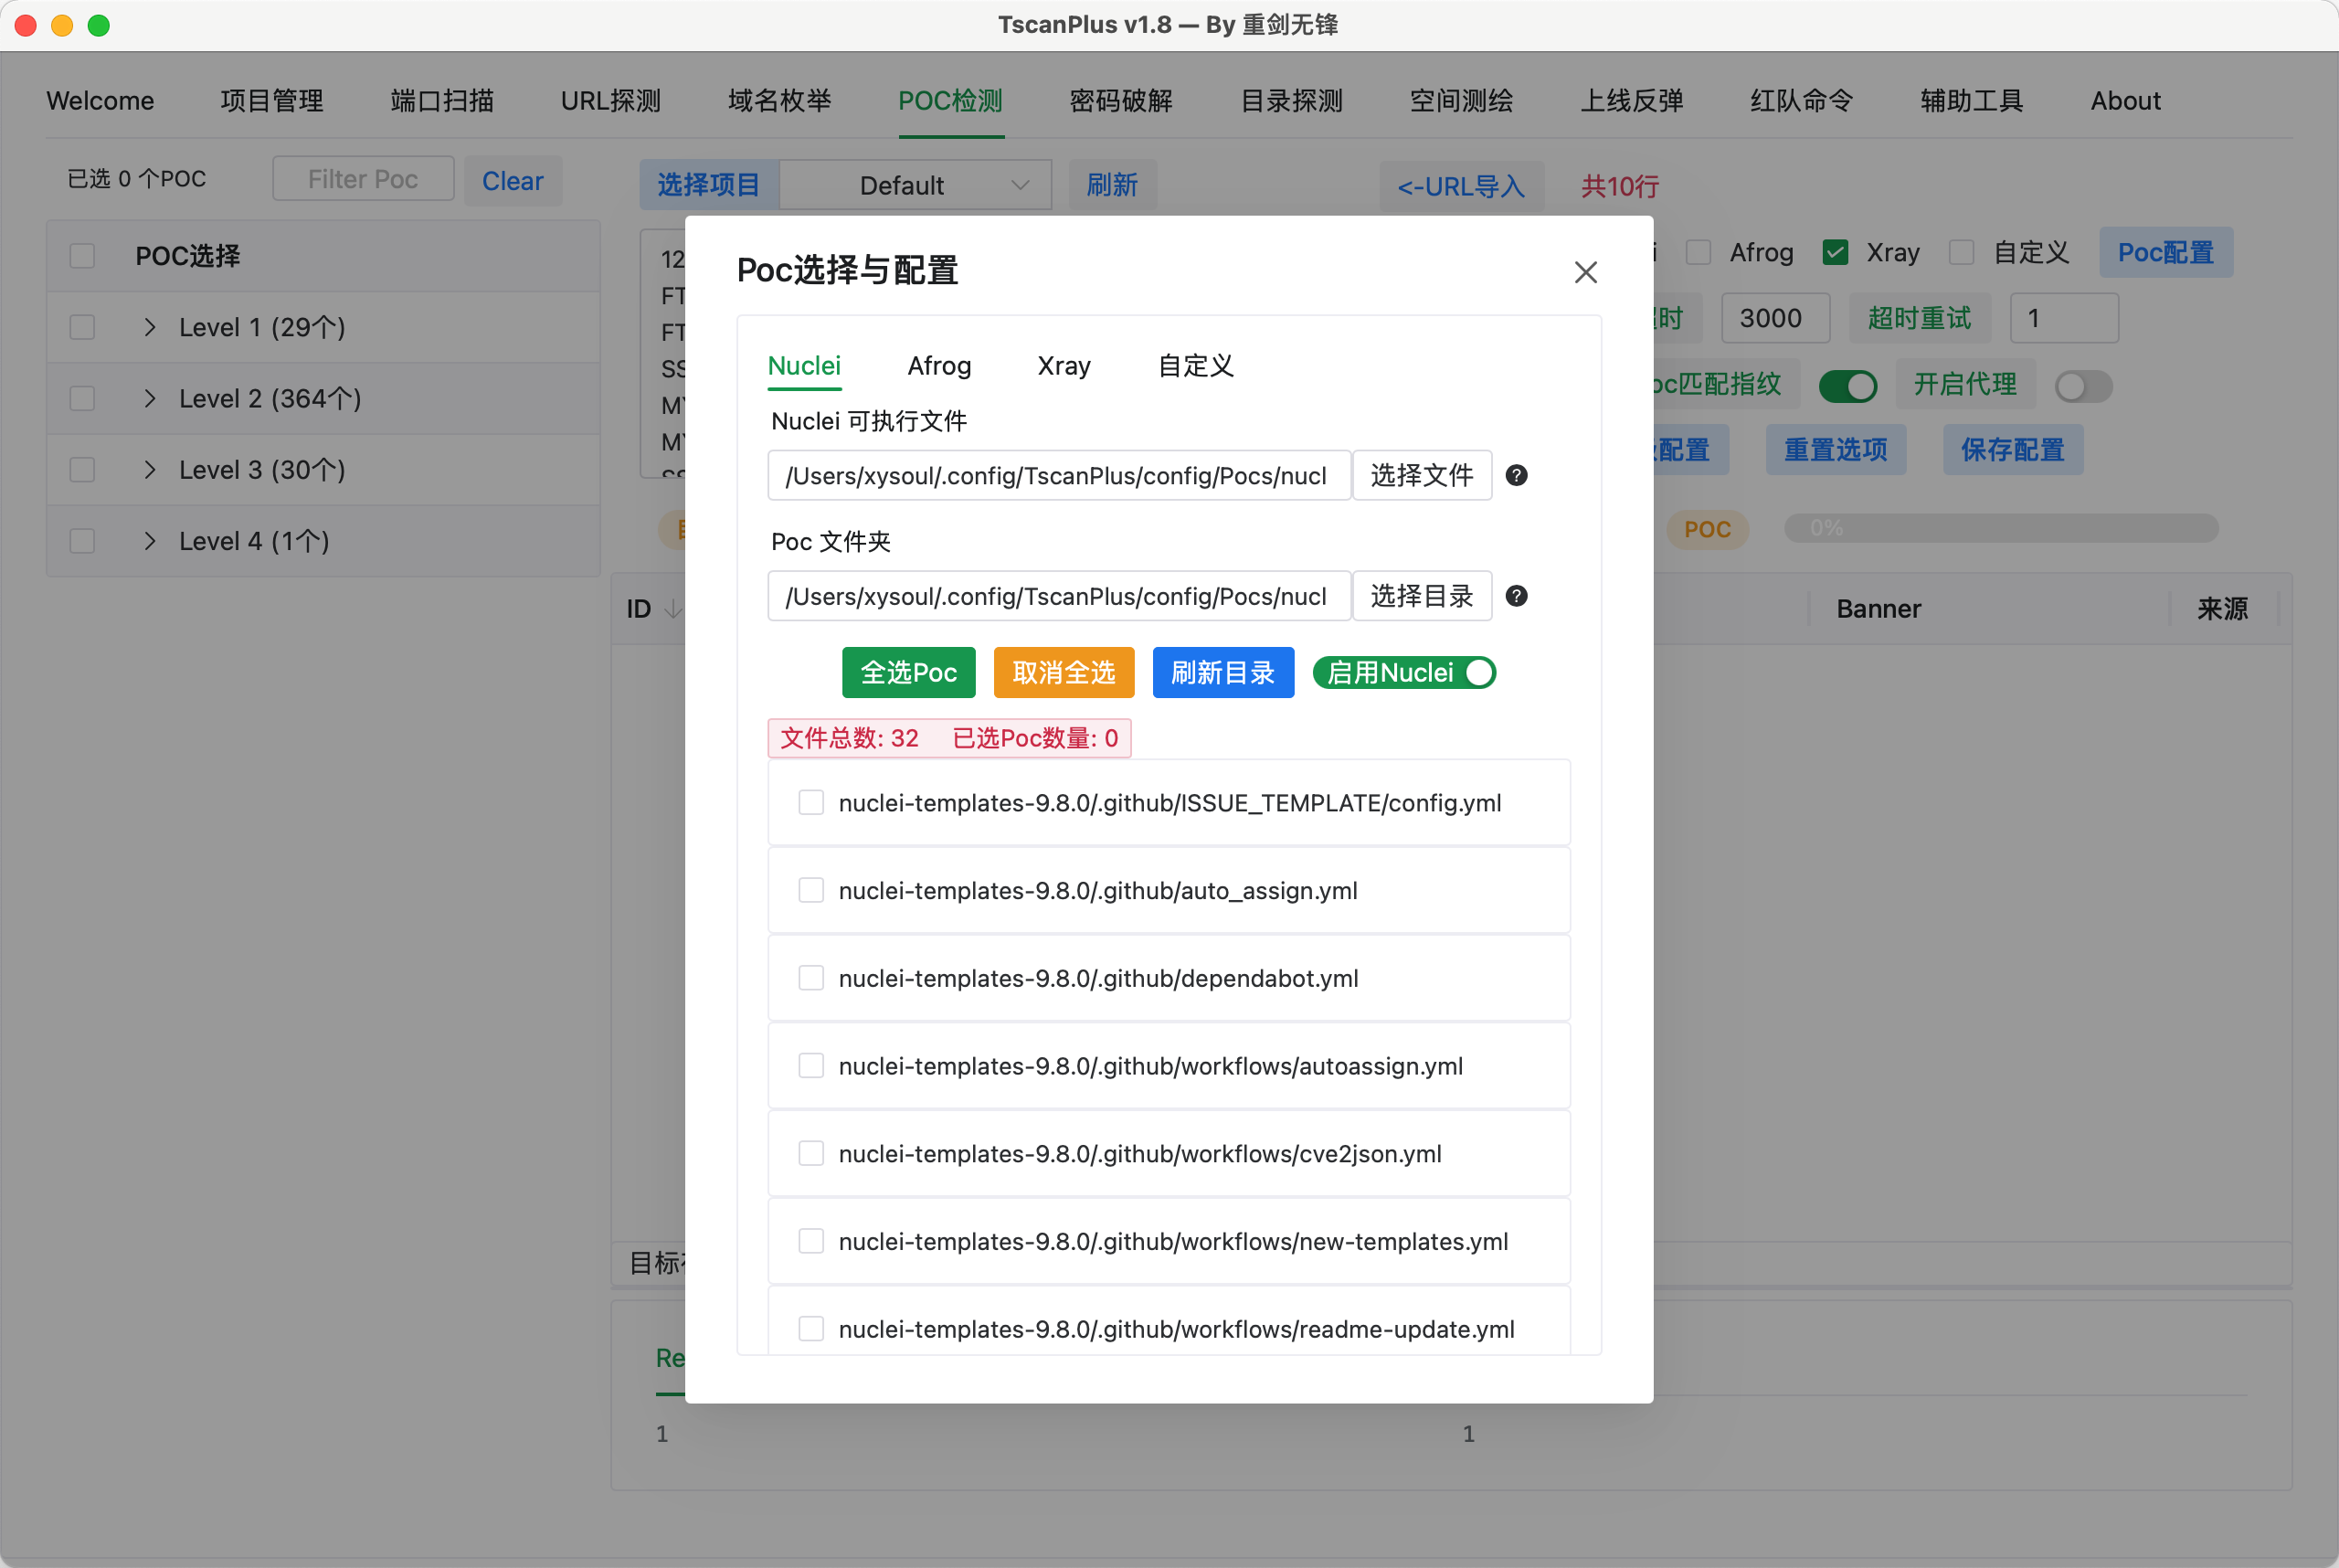 TscanPlus v1.8 — By 重剑无锋
Welcome 项目管理 端口扫描 URL探测 域名枚举 POC检测 密码破解 目录探测 空间测绘 上线反弹 红队命令 辅助工具 About
已选 0 个POC Filter Poc Clear 选择项目 Default 刷新 <-URL导入 共10行
POC选择
Level 1 (29个)
Level 2 (364个)
Level 3 (30个)
Level 4 (1个)
12
FT
FT
SS
MY
MY
Afrog Xray 自定义 Poc配置
时 3000 超时重试 1
oc匹配指纹 开启代理
配置 重置选项 保存配置
POC 0%
ID Banner 来源
Poc选择与配置
Nuclei Afrog Xray 自定义
Nuclei 可执行文件
/Users/xysoul/.config/TscanPlus/config/Pocs/nucl 选择文件 ?
Poc 文件夹
/Users/xysoul/.config/TscanPlus/config/Pocs/nucl 选择目录 ?
全选Poc 取消全选 刷新目录 启用Nuclei
文件总数: 32 已选Poc数量: 0
nuclei-templates-9.8.0/.github/ISSUE_TEMPLATE/config.yml
nuclei-templates-9.8.0/.github/auto_assign.yml
nuclei-templates-9.8.0/.github/dependabot.yml
nuclei-templates-9.8.0/.github/workflows/autoassign.yml
nuclei-templates-9.8.0/.github/workflows/cve2json.yml
nuclei-templates-9.8.0/.github/workflows/new-templates.yml
nuclei-templates-9.8.0/.github/workflows/readme-update.yml
目标
Re
1 1